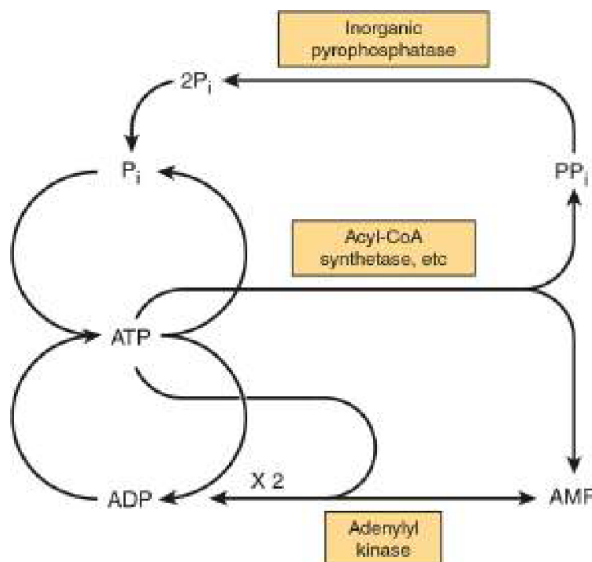 Inorganic
pyrophosphatase
2Pi
Pi
PPi
Acyl-CoA
synthetase, etc
ATP
X 2
ADP
AMP
Adenylyl
kinase